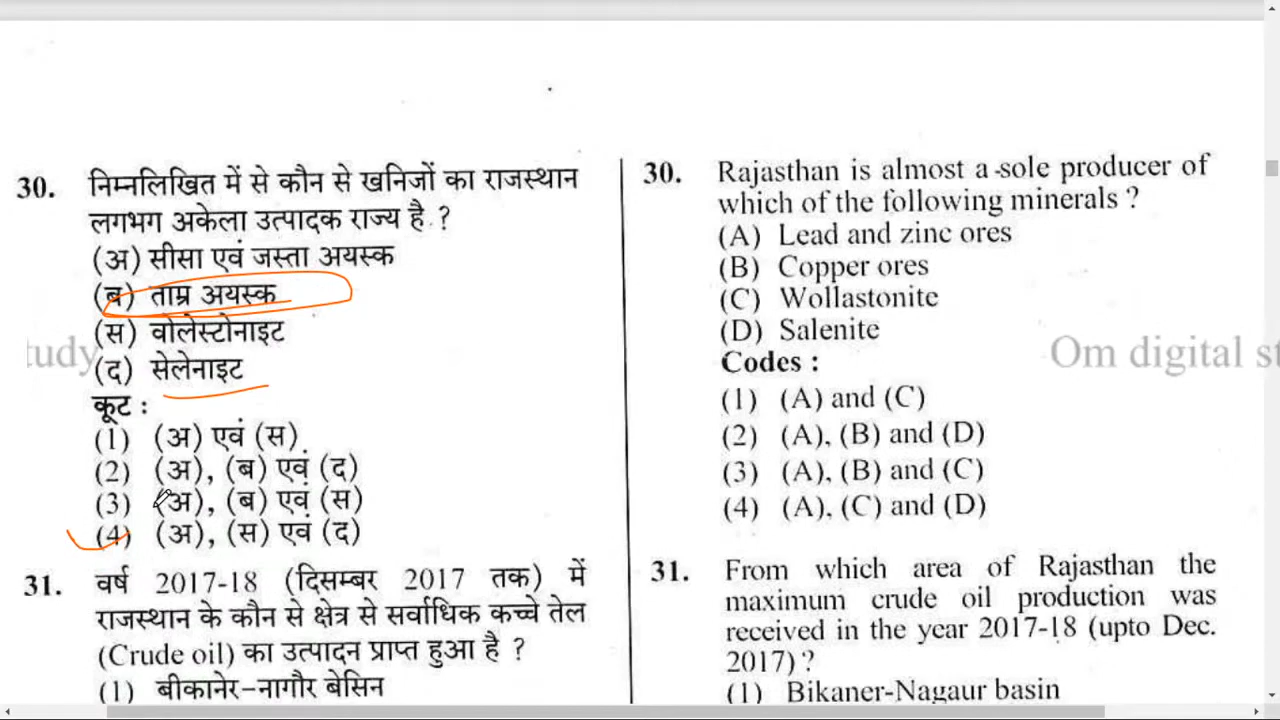 30. निम्नलिखित में से कौन से खनिजों का राजस्थान
लगभग अकेला उत्पादक राज्य है ?
(अ) सीसा एवं जस्ता अयस्क
(ब) ताम्र अयस्क
(स) वोलेस्टोनाइट
(द) सेलेनाइट
कूट :
(1) (अ) एवं (स)
(2) (अ), (ब) एवं (द)
(3) (अ), (ब) एवं (स)
(4) (अ), (स) एवं (द)
31. वर्ष 2017-18 (दिसम्बर 2017 तक) में
राजस्थान के कौन से क्षेत्र से सर्वाधिक कच्चे तेल
(Crude oil) का उत्पादन प्राप्त हुआ है ?
(1) बीकानेर-नागौर बेसिन
30. Rajasthan is almost a sole producer of
which of the following minerals ?
(A) Lead and zinc ores
(B) Copper ores
(C) Wollastonite
(D) Salenite
Codes :
(1) (A) and (C)
(2) (A), (B) and (D)
(3) (A), (B) and (C)
(4) (A), (C) and (D)
31. From which area of Rajasthan the
maximum crude oil production was
received in the year 2017-18 (upto Dec.
2017) ?
(1) Bikaner-Nagaur basin
tudy
Om digital st